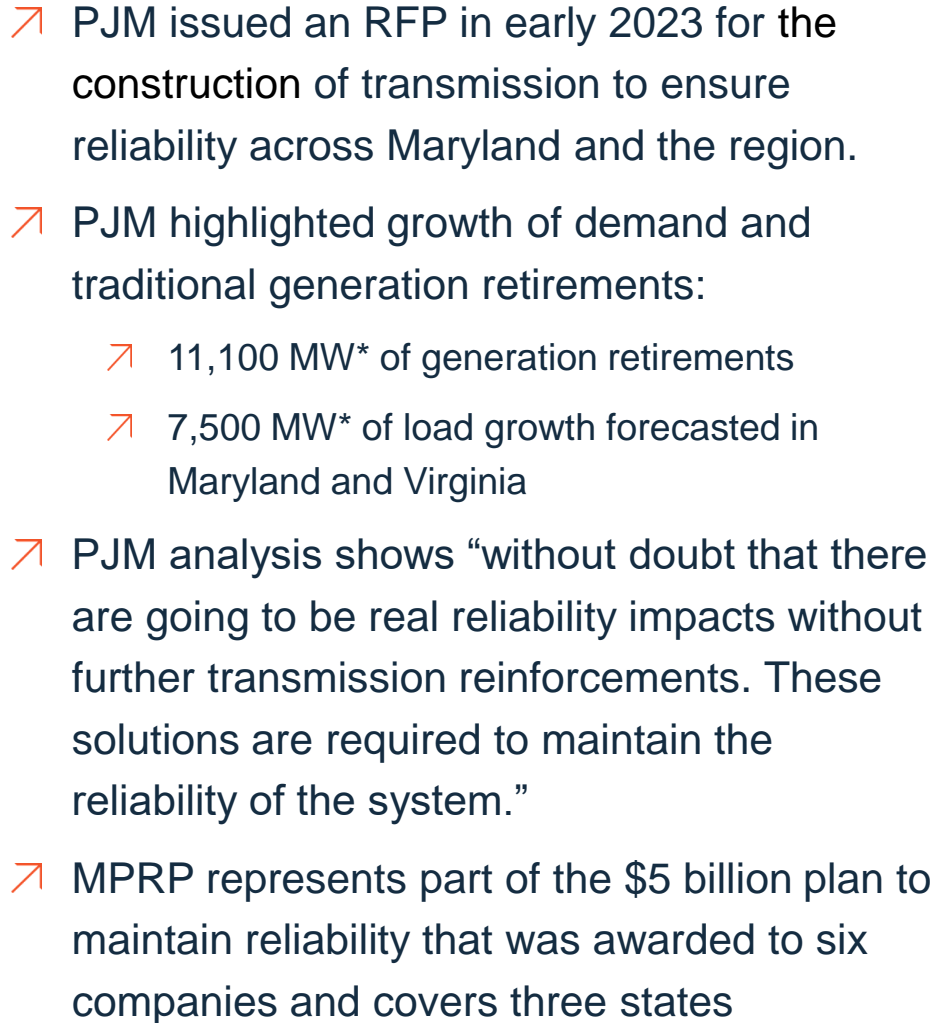 PJM issued an RFP in early 2023 for the
construction of transmission to ensure
reliability across Maryland and the region.
PJM highlighted growth of demand and
traditional generation retirements:
11,100 MW* of generation retirements
7,500 MW* of load growth forecasted in
Maryland and Virginia
PJM analysis shows “without doubt that there
are going to be real reliability impacts without
further transmission reinforcements. These
solutions are required to maintain the
reliability of the system.”
MPRP represents part of the $5 billion plan to
maintain reliability that was awarded to six
companies and covers three states